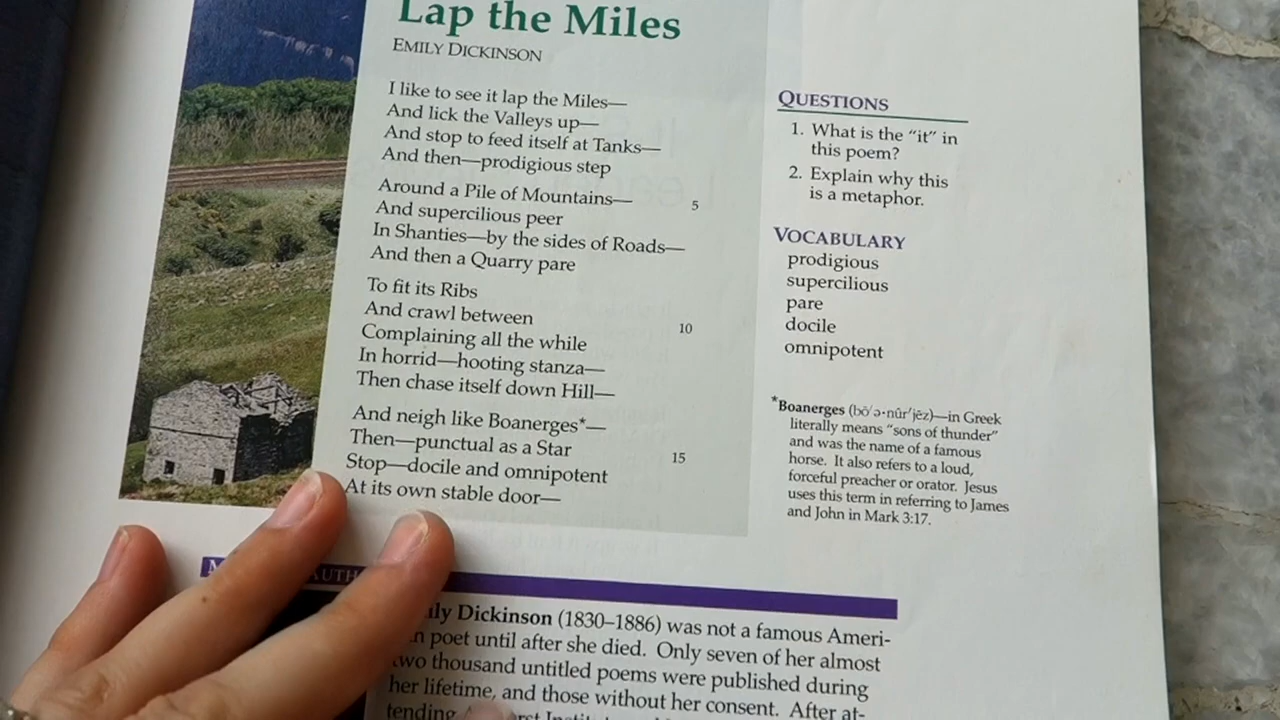 Lap the Miles
EMILY DICKINSON
I like to see it lap the Miles—
And lick the Valleys up—
And stop to feed itself at Tanks—
And then—prodigious step
Around a Pile of Mountains—
5
And supercilious peer
In Shanties—by the sides of Roads—
And then a Quarry pare
To fit its Ribs
And crawl between
10
Complaining all the while
In horrid—hooting stanza—
Then chase itself down Hill—
And neigh like Boanerges*—
Then—punctual as a Star
15
Stop—docile and omnipotent
At its own stable door—
QUESTIONS
1. What is the "it" in
this poem?
2. Explain why this
is a metaphor.
VOCABULARY
prodigious
supercilious
pare
docile
omnipotent
*Boanerges (bō′ə·nûr′jēz)—in Greek
literally means "sons of thunder"
and was the name of a famous
horse. It also refers to a loud,
forceful preacher or orator. Jesus
uses this term in referring to James
and John in Mark 3:17.
Dickinson (1830–1886) was not a famous Ameri-
poet until after she died. Only seven of her almost
two thousand untitled poems were published during
her lifetime, and those without her consent. After at-
tending